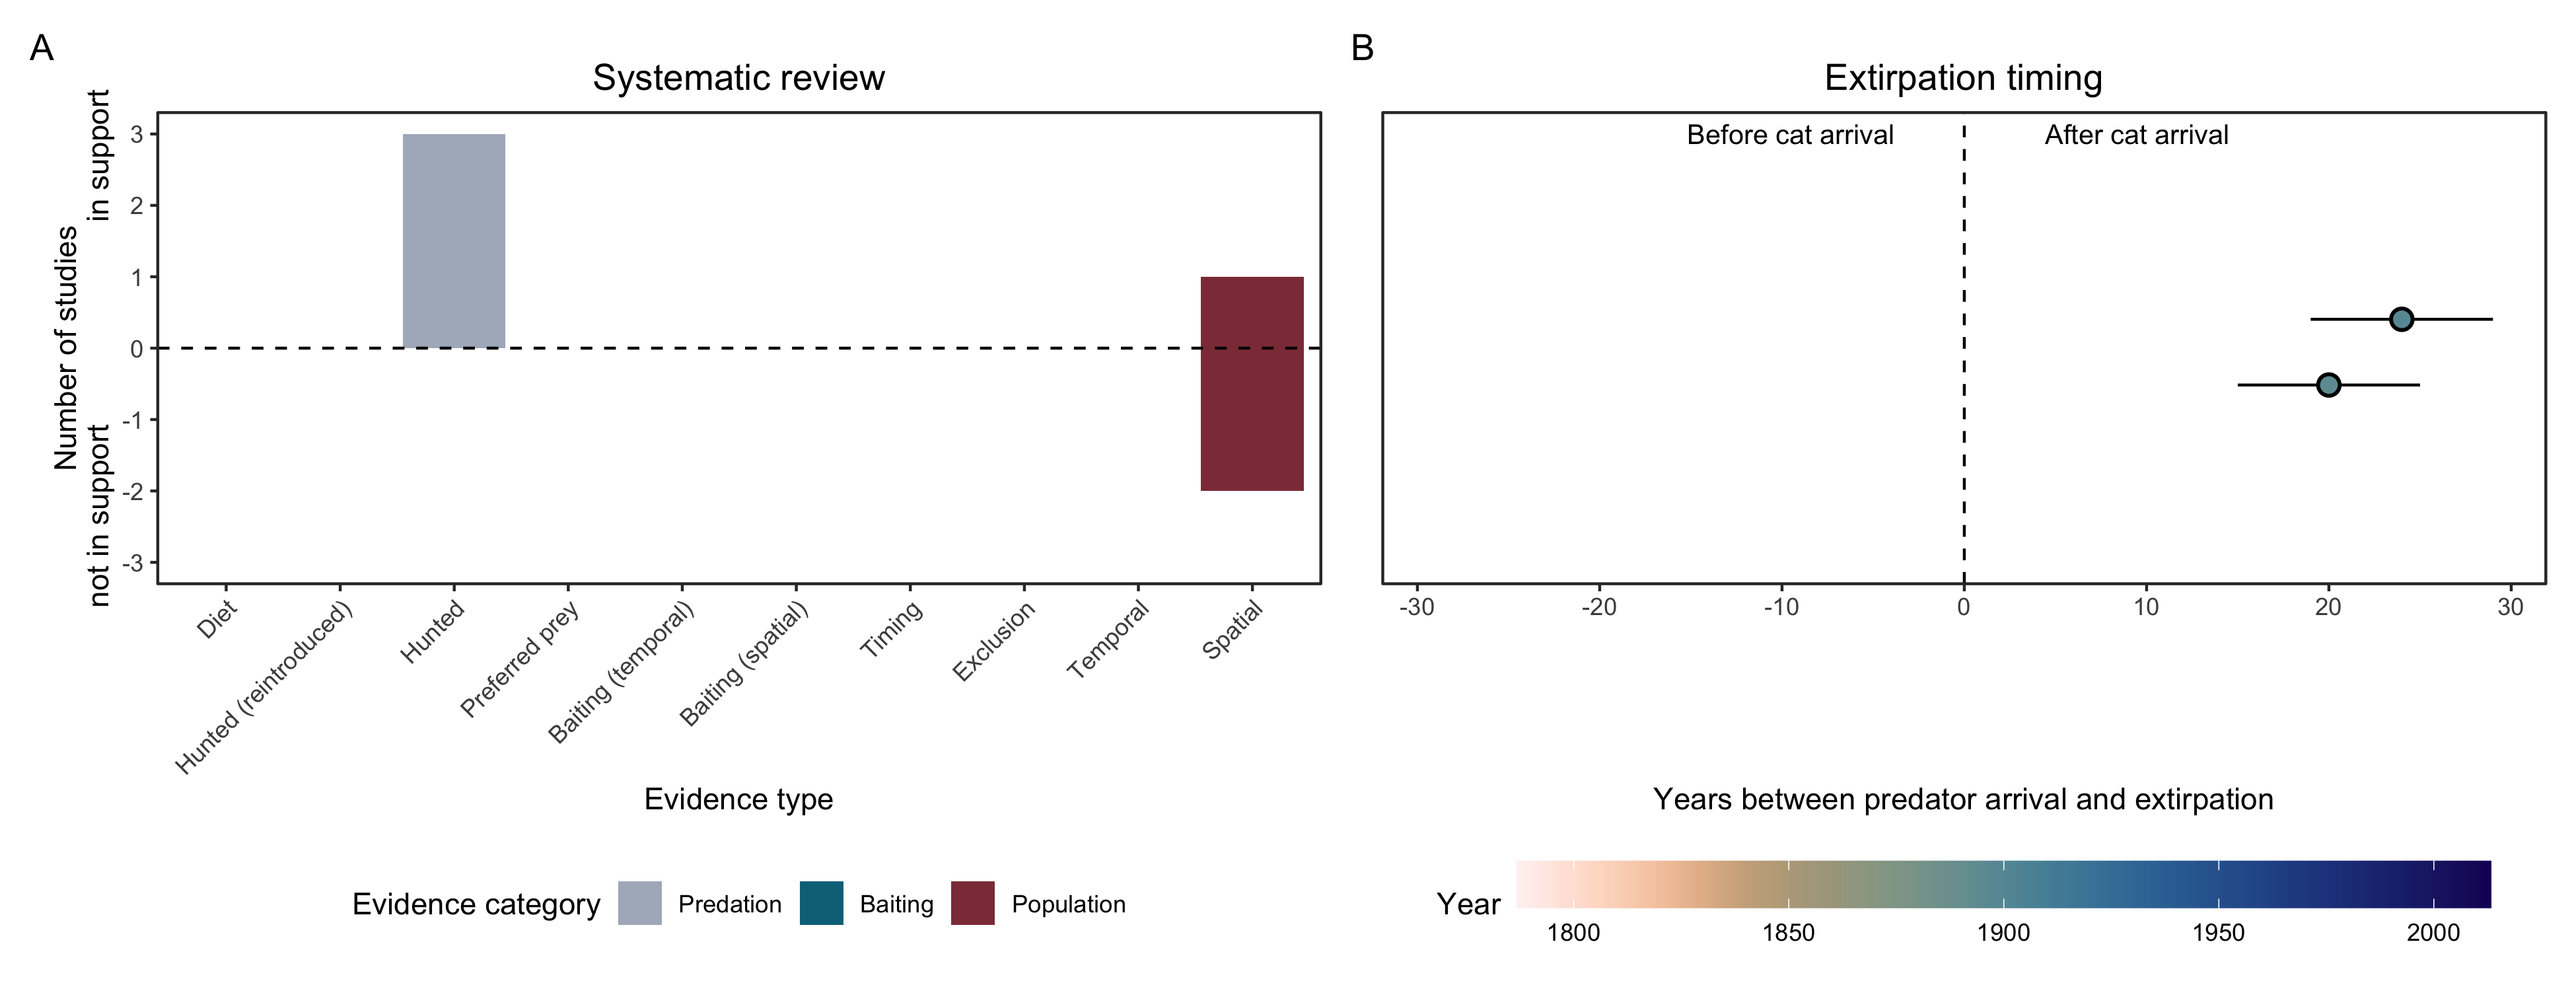 A
Systematic review
Number of studies
not in support in support
3
2
1
0
-1
-2
-3
Diet
Hunted (reintroduced)
Hunted
Preferred prey
Baiting (temporal)
Baiting (spatial)
Timing
Exclusion
Temporal
Spatial
Evidence type
Evidence category Predation Baiting Population
B
Extirpation timing
Before cat arrival After cat arrival
-30 -20 -10 0 10 20 30
Years between predator arrival and extirpation
Year
1800 1850 1900 1950 2000